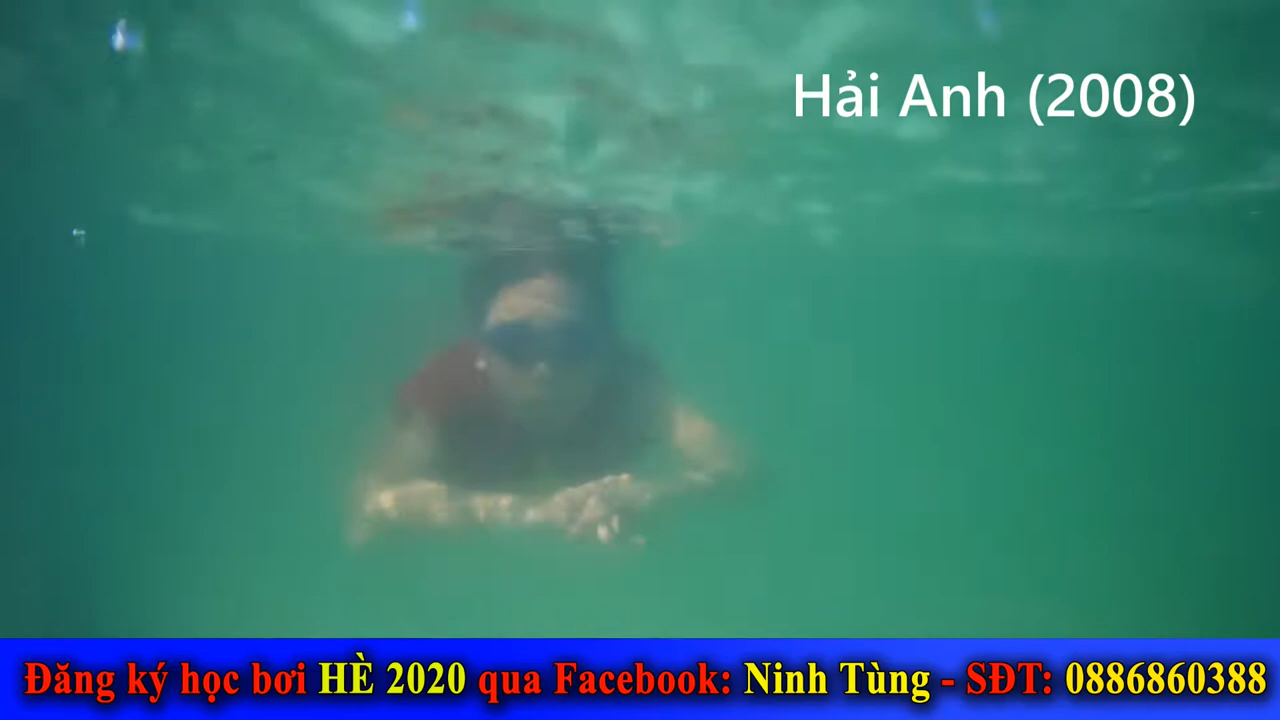 Hải Anh (2008)
Đăng ký học bơi HÈ 2020 qua Facebook: Ninh Tùng - SĐT: 0886860388